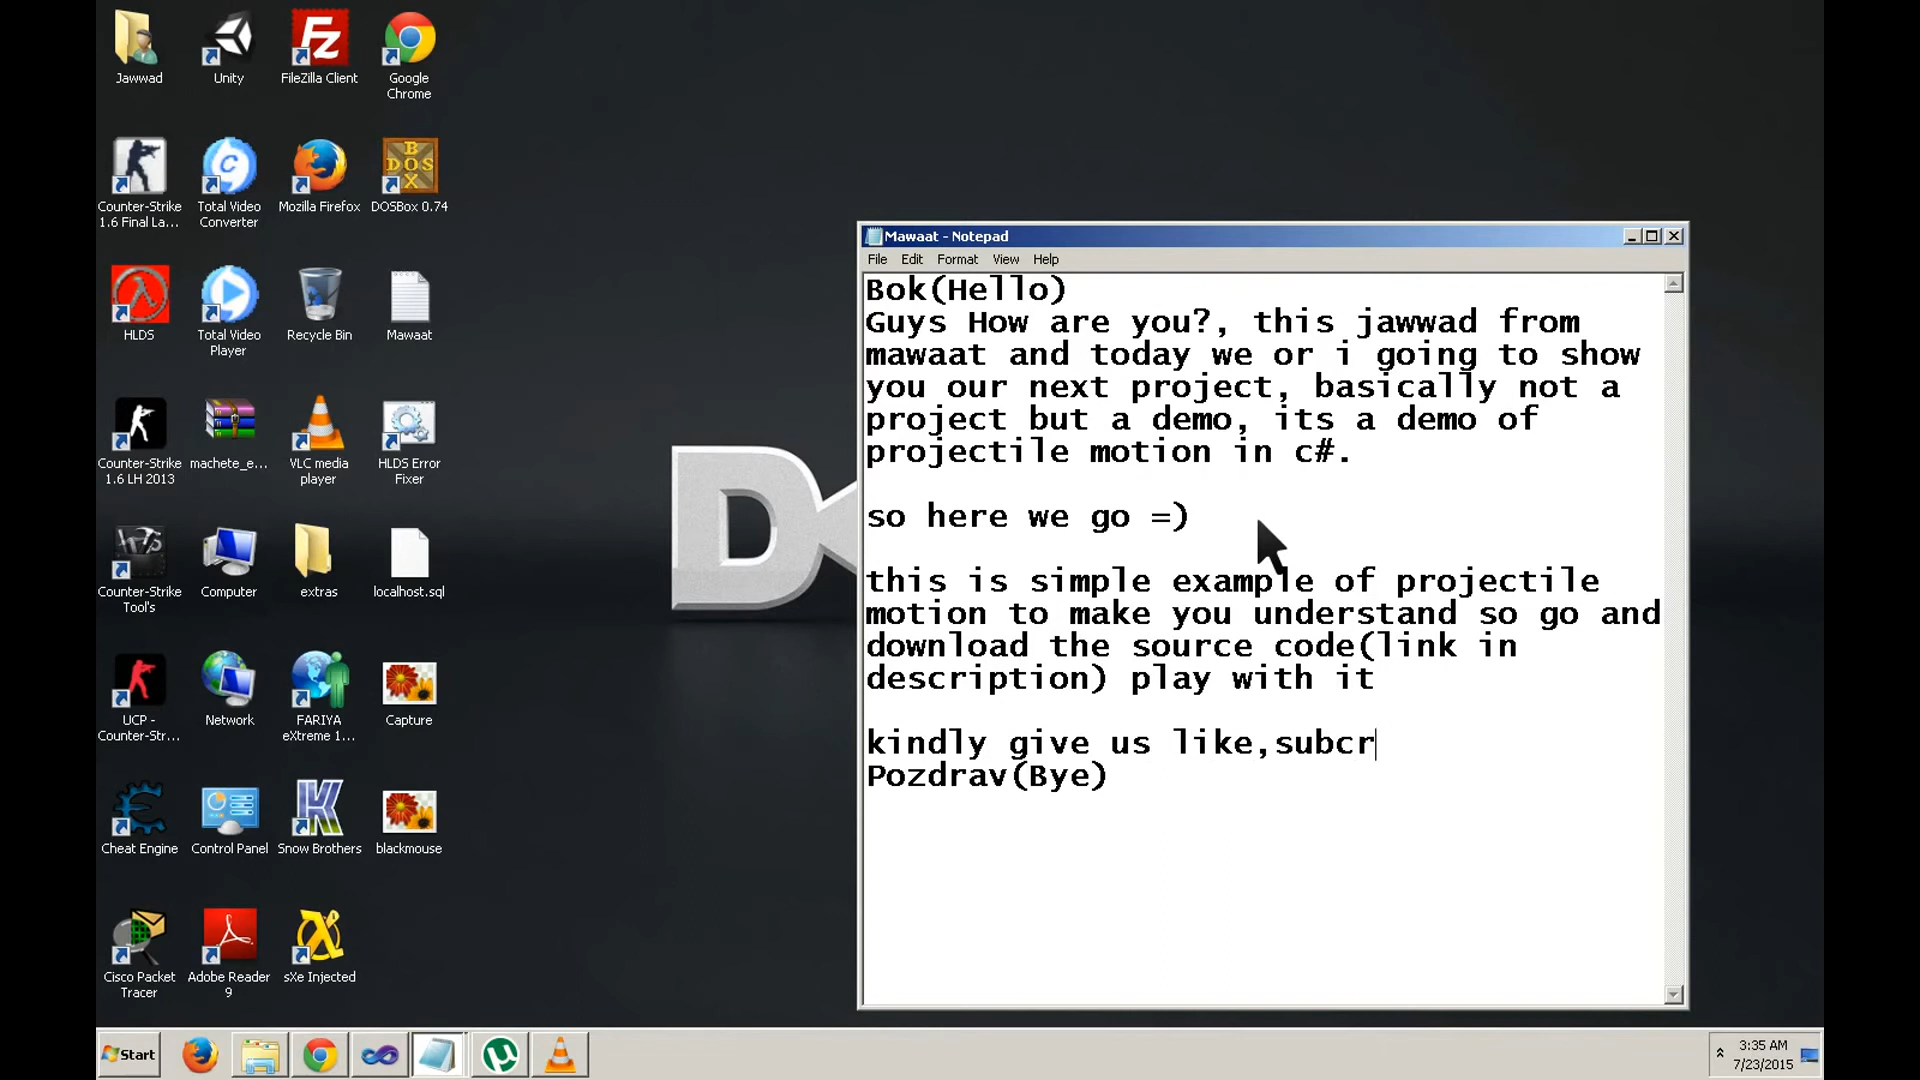 Jawwad
Unity
FileZilla Client
Google
Chrome
Counter-Strike
1.6 Final La...
Total Video
Converter
Mozilla Firefox
DOSBox 0.74
HLDS
Total Video
Player
Recycle Bin
Mawaat
Counter-Strike
1.6 LH 2013
machete_e...
VLC media
player
HLDS Error
Fixer
Counter-Strike
Tool's
Computer
extras
localhost.sql
UCP -
Counter-Str...
Network
FARIYA
eXtreme 1...
Capture
Cheat Engine
Control Panel
Snow Brothers
blackmouse
Cisco Packet
Tracer
Adobe Reader
9
sXe Injected
D
Mawaat - Notepad
File Edit Format View Help
Bok(Hello)
Guys How are you?, this jawwad from
mawaat and today we or i going to show
you our next project, basically not a
project but a demo, its a demo of
projectile motion in c#.
so here we go =)
this is simple example of projectile
motion to make you understand so go and
download the source code(link in
description) play with it
kindly give us like,subcr
Pozdrav(Bye)
Start
3:35 AM
7/23/2015